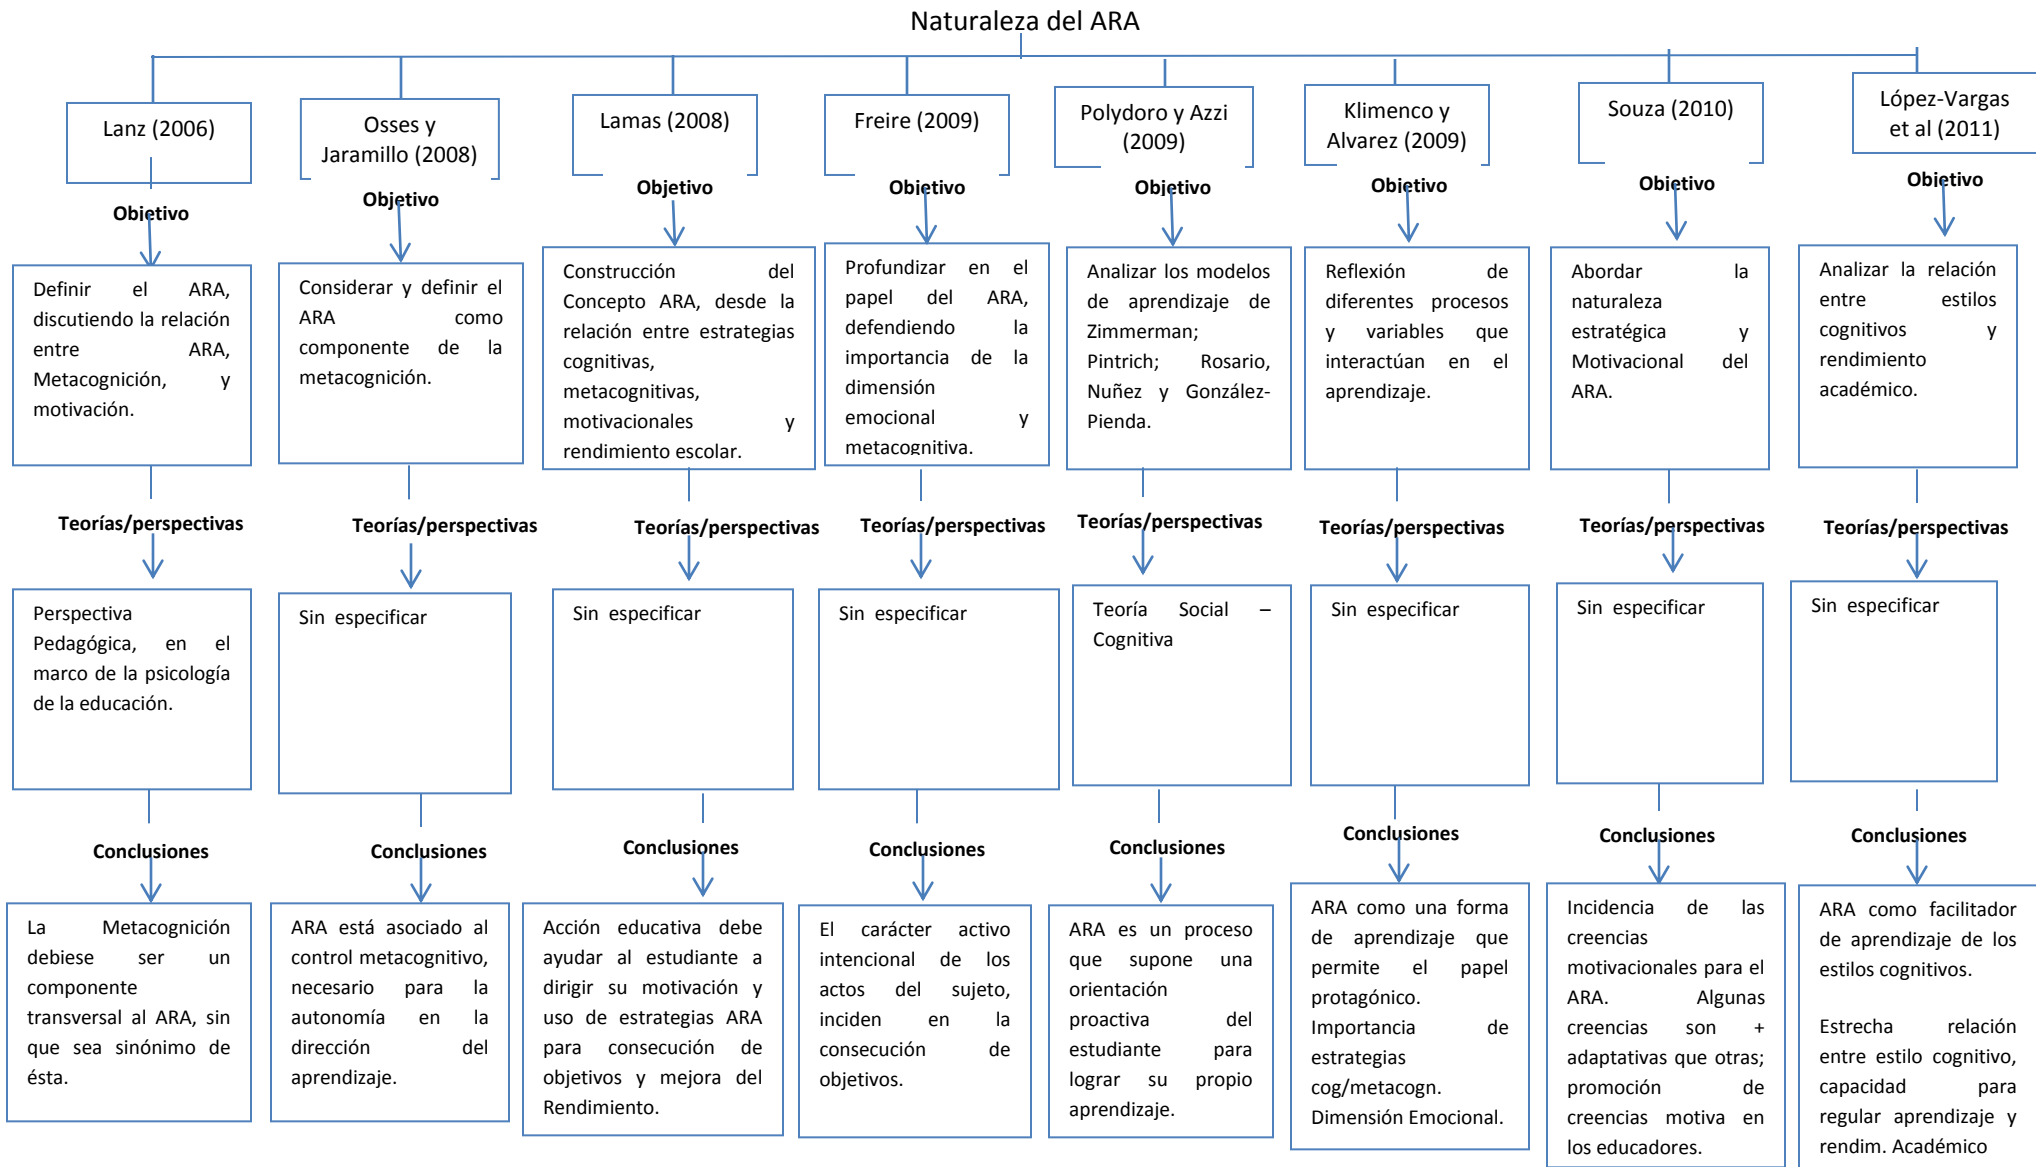 Naturaleza del ARA
Lanz (2006)
Osses y
Jaramillo (2008)
Lamas (2008)
Freire (2009)
Polydoro y Azzi
(2009)
Klimenco y
Alvarez (2009)
Souza (2010)
López-Vargas
et al (2011)
Objetivo
Objetivo
Objetivo
Objetivo
Objetivo
Objetivo
Objetivo
Objetivo
Definir el ARA,
discutiendo la relación
entre ARA,
Metacognición, y
motivación.
Considerar y definir el
ARA como
componente de la
metacognición.
Construcción del
Concepto ARA, desde la
relación entre estrategias
cognitivas,
metacognitivas,
motivacionales y
rendimiento escolar.
Profundizar en el
papel del ARA,
defendiendo la
importancia de la
dimensión
emocional y
metacognitiva.
Analizar los modelos
de aprendizaje de
Zimmerman;
Pintrich; Rosario,
Nuñez y González-
Pienda.
Reflexión de
diferentes procesos
y variables que
interactúan en el
aprendizaje.
Abordar la
naturaleza
estratégica y
Motivacional del
ARA.
Analizar la relación
entre estilos
cognitivos y
rendimiento
académico.
Teorías/perspectivas
Teorías/perspectivas
Teorías/perspectivas
Teorías/perspectivas
Teorías/perspectivas
Teorías/perspectivas
Teorías/perspectivas
Teorías/perspectivas
Perspectiva
Pedagógica, en el
marco de la psicología
de la educación.
Sin especificar
Sin especificar
Sin especificar
Teoría Social –
Cognitiva
Sin especificar
Sin especificar
Sin especificar
Conclusiones
Conclusiones
Conclusiones
Conclusiones
Conclusiones
Conclusiones
Conclusiones
Conclusiones
La Metacognición
debiese ser un
componente
transversal al ARA, sin
que sea sinónimo de
ésta.
ARA está asociado al
control metacognitivo,
necesario para la
autonomía en la
dirección del
aprendizaje.
Acción educativa debe
ayudar al estudiante a
dirigir su motivación y
uso de estrategias ARA
para consecución de
objetivos y mejora del
Rendimiento.
El carácter activo
intencional de los
actos del sujeto,
inciden en la
consecución de
objetivos.
ARA es un proceso
que supone una
orientación
proactiva del
estudiante para
lograr su propio
aprendizaje.
ARA como una forma
de aprendizaje que
permite el papel
protagónico.
Importancia de
estrategias
cog/metacogn.
Dimensión Emocional.
Incidencia de las
creencias
motivacionales para el
ARA. Algunas
creencias son +
adaptativas que otras;
promoción de
creencias motiva en
los educadores.
ARA como facilitador
de aprendizaje de los
estilos cognitivos.
Estrecha relación
entre estilo cognitivo,
capacidad para
regular aprendizaje y
rendim. Académico